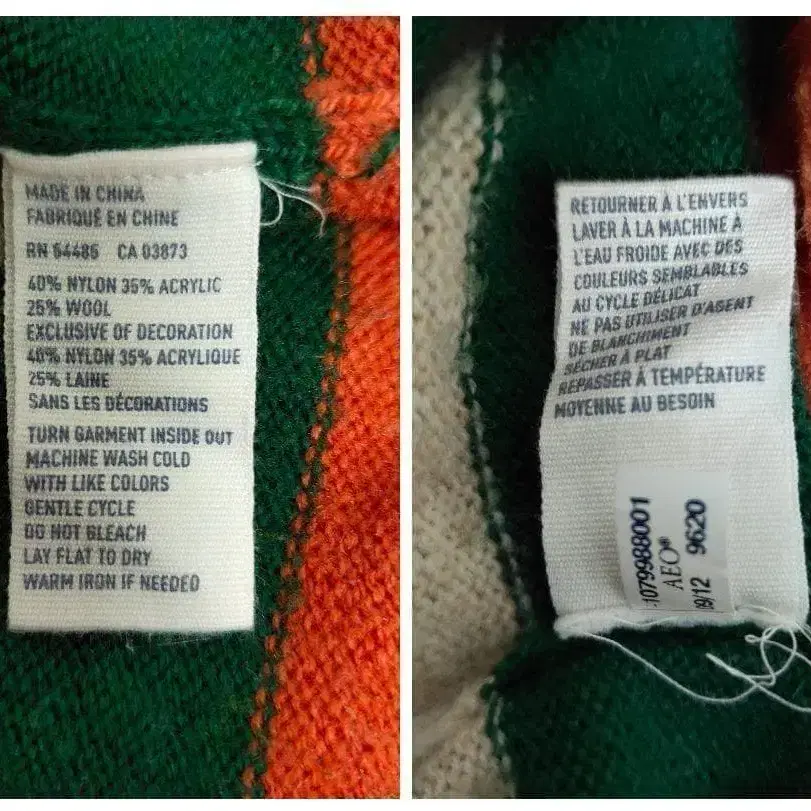 MADE IN CHINA
FABRIQUÉ EN CHINE
RN 54485 CA 03873
40% NYLON 35% ACRYLIC
25% WOOL
EXCLUSIVE OF DECORATION
40% NYLON 35% ACRYLIQUE
25% LAINE
SANS LES DÉCORATIONS
TURN GARMENT INSIDE OUT
MACHINE WASH COLD
WITH LIKE COLORS
GENTLE CYCLE
DO NOT BLEACH
LAY FLAT TO DRY
WARM IRON IF NEEDED
RETOURNER À L'ENVERS
LAVER À LA MACHINE À
L'EAU FROIDE AVEC DES
COULEURS SEMBLABLES
AU CYCLE DÉLICAT
NE PAS UTILISER D'AGENT
DE BLANCHIMENT
SÉCHER À PLAT
REPASSER À TEMPÉRATURE
MOYENNE AU BESOIN
1079988001
AEO®
09/12 9620